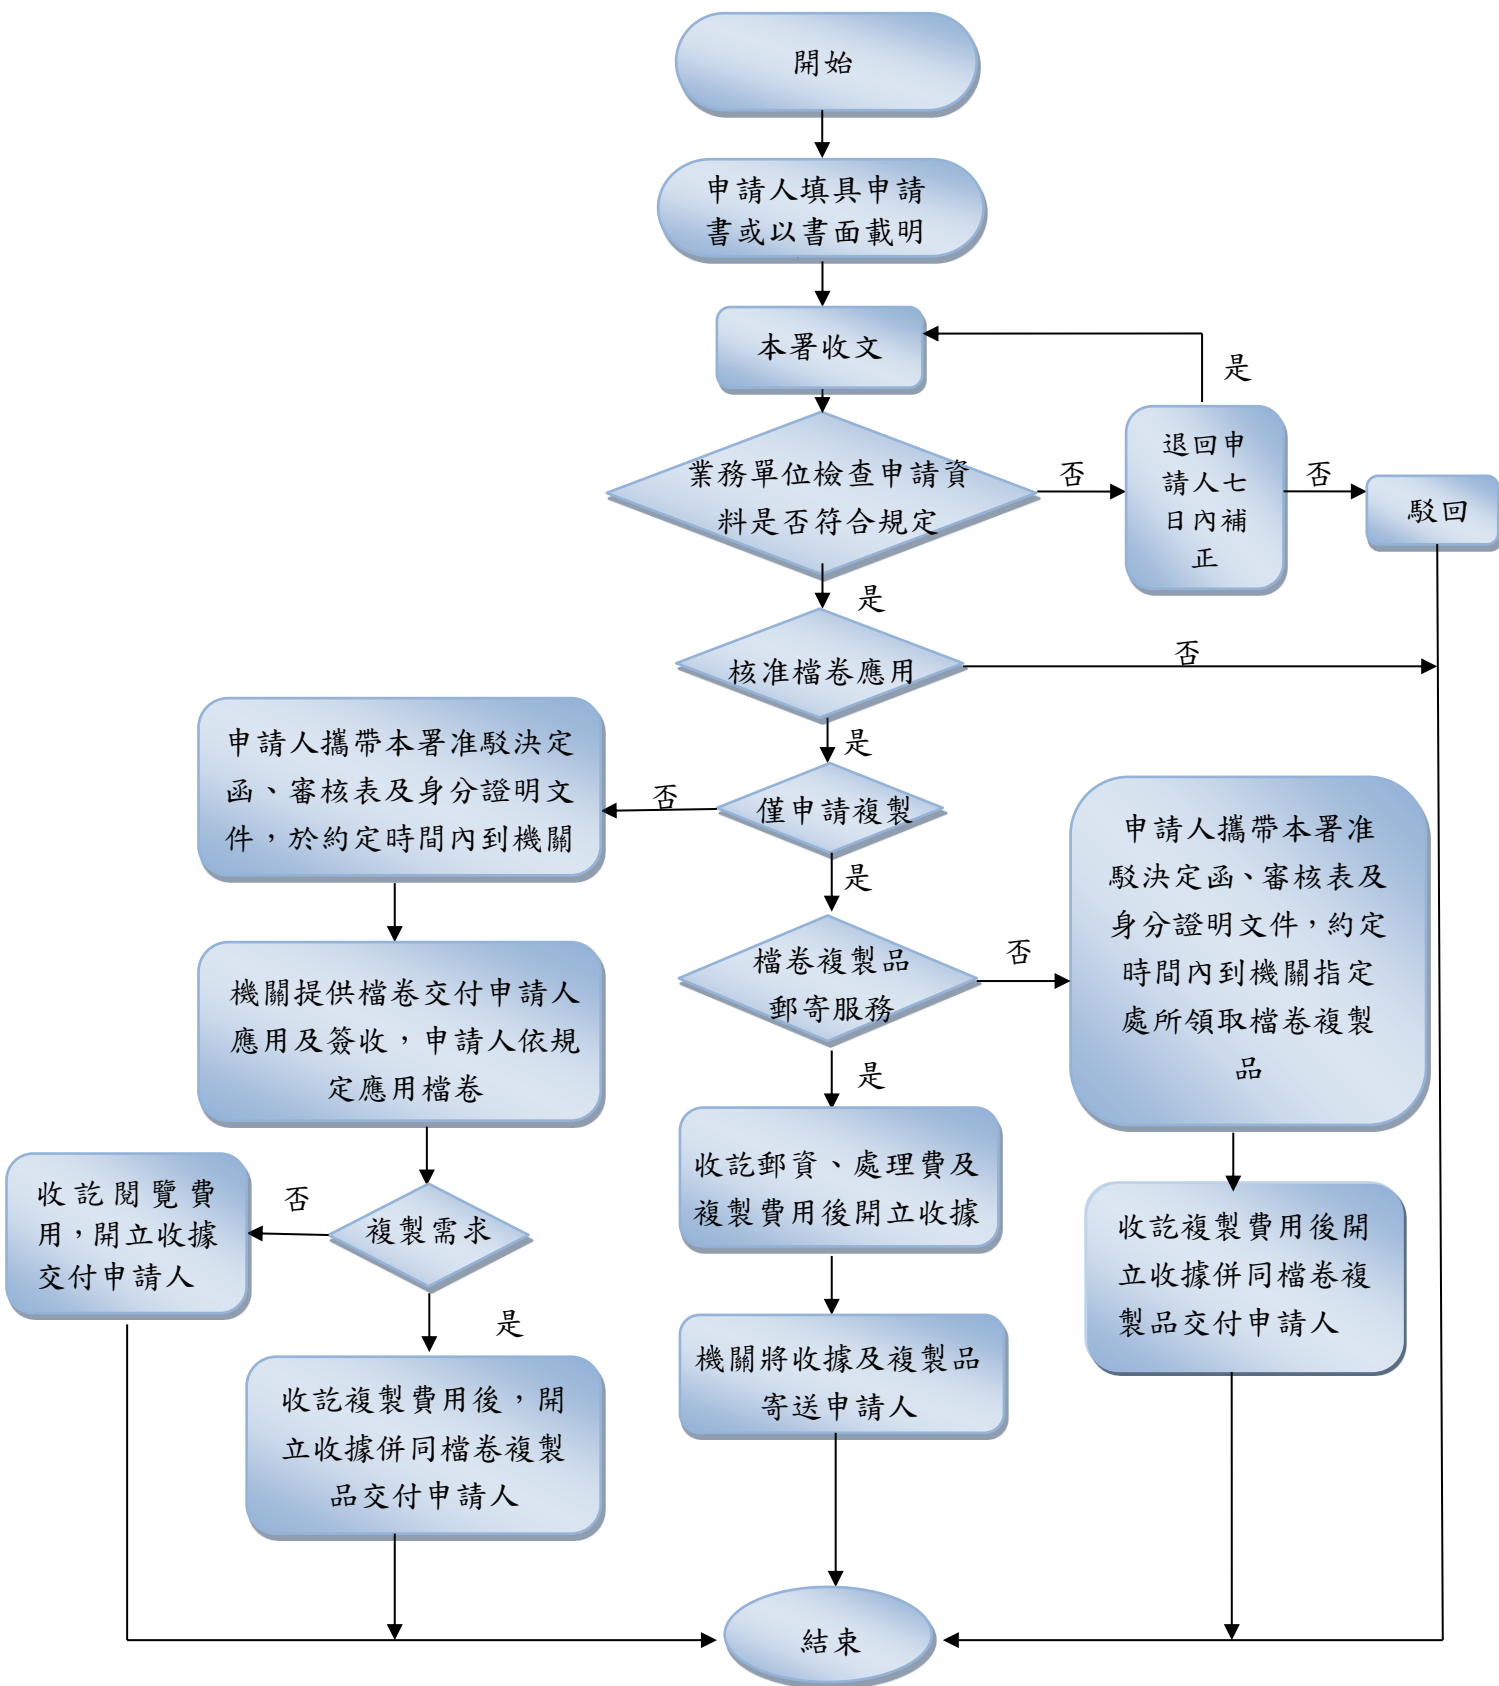 開始
申請人填具申請
書或以書面載明
本署收文
是
業務單位檢查申請資
料是否符合規定
否
退回申
請人七
日內補
正
否
駁回
是
核准檔卷應用
否
是
僅申請複製
否
申請人攜帶本署准駁決定
函、審核表及身分證明文
件，於約定時間內到機關
是
檔卷複製品
郵寄服務
否
申請人攜帶本署准
駁決定函、審核表及
身分證明文件，約定
時間內到機關指定
處所領取檔卷複製
品
機關提供檔卷交付申請人
應用及簽收，申請人依規
定應用檔卷
是
收訖郵資、處理費及
複製費用後開立收據
收訖複製費用後開
立收據併同檔卷複
製品交付申請人
複製需求
否
收訖閱覽費
用，開立收據
交付申請人
是
機關將收據及複製品
寄送申請人
收訖複製費用後，開
立收據併同檔卷複製
品交付申請人
結束